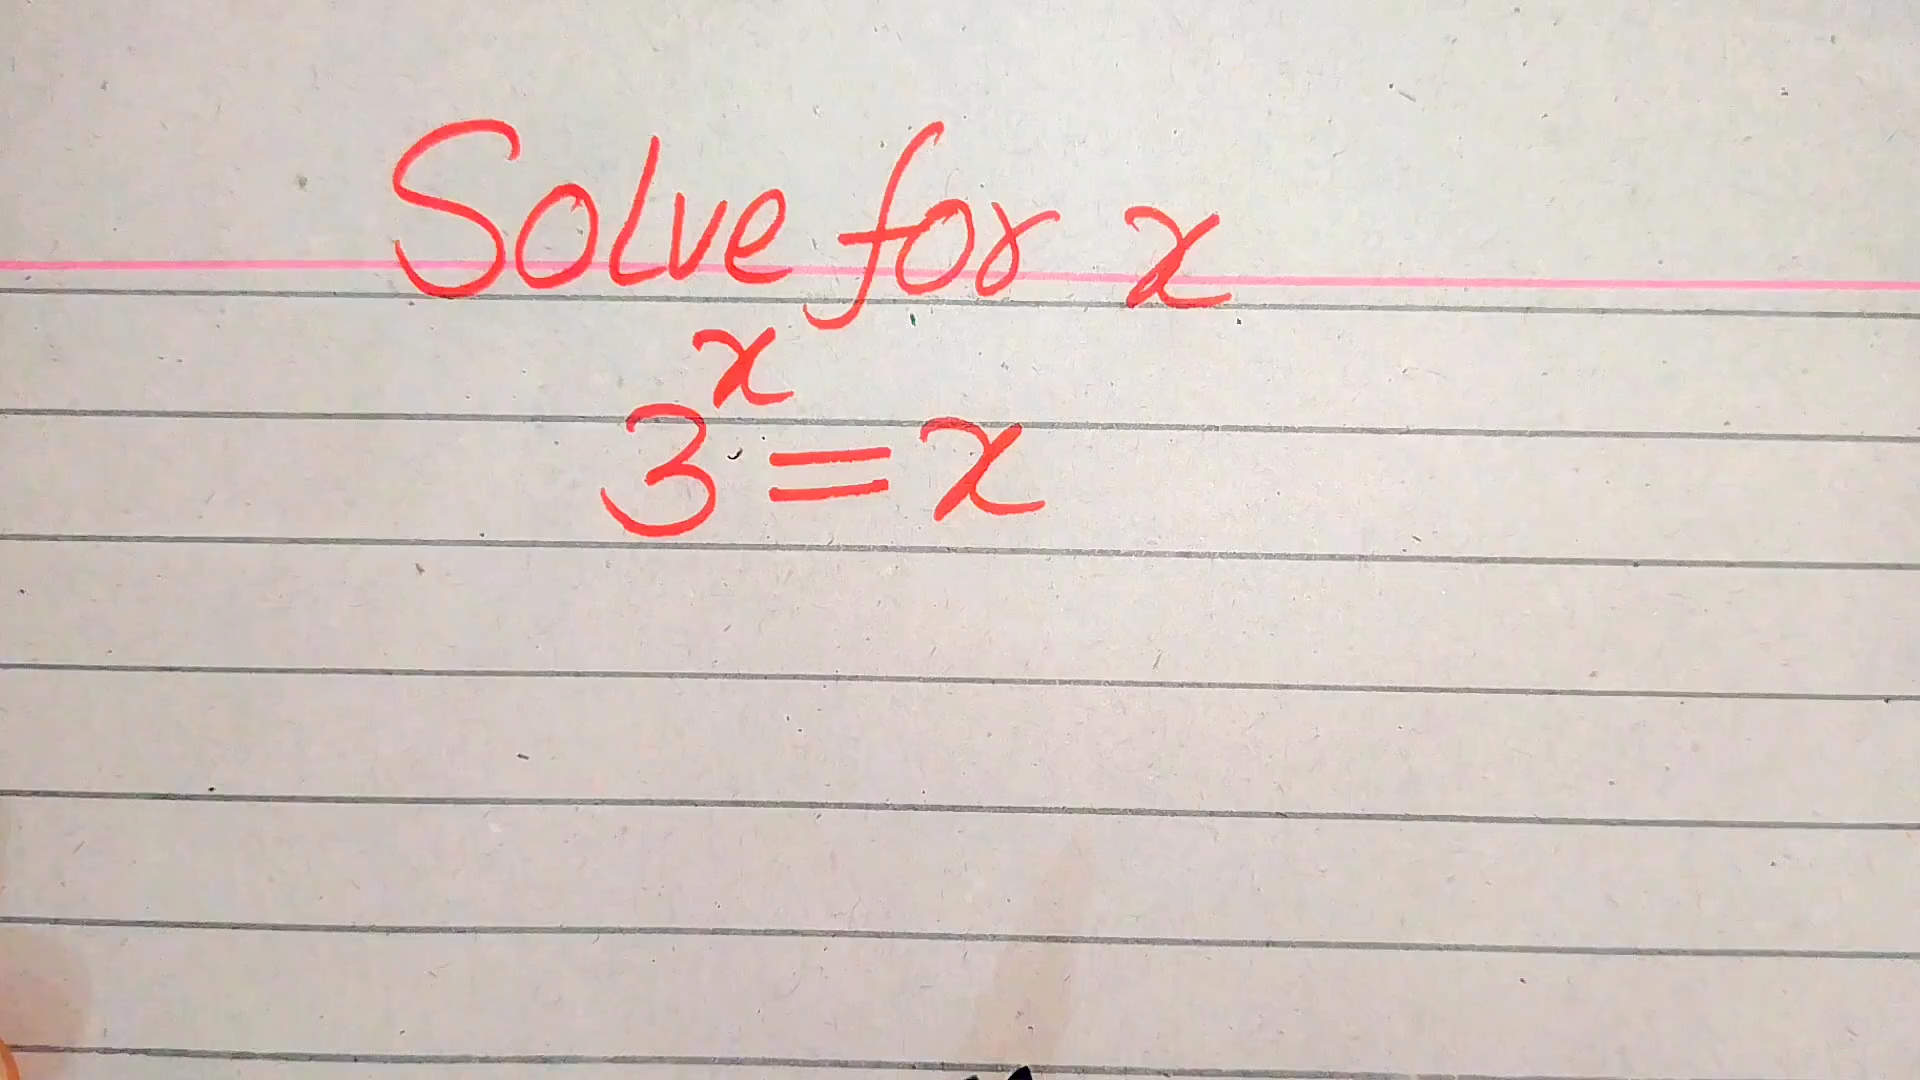 Solve for x
3^x = x